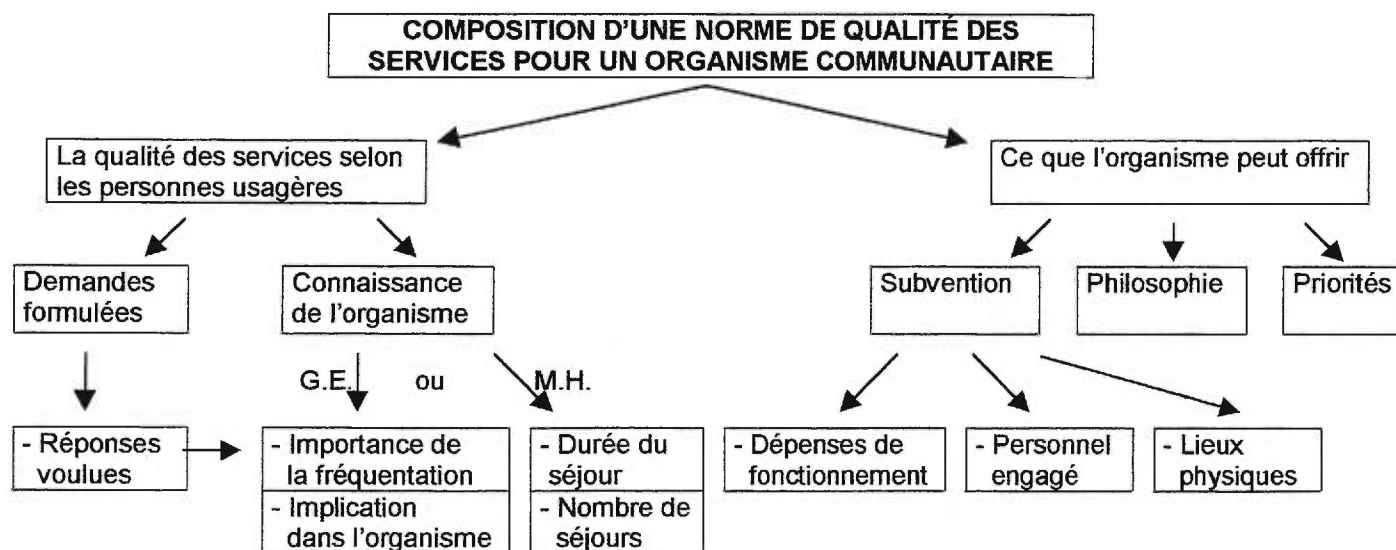 COMPOSITION D'UNE NORME DE QUALITÉ DES
SERVICES POUR UN ORGANISME COMMUNAUTAIRE
La qualité des services selon
les personnes usagères
Ce que l'organisme peut offrir
Demandes
formulées
Connaissance
de l'organisme
Subvention
Philosophie
Priorités
G.E. ou M.H.
- Réponses
voulues
- Importance de
la fréquentation
- Implication
dans l'organisme
- Durée du
séjour
- Nombre de
séjours
- Dépenses de
fonctionnement
- Personnel
engagé
- Lieux
physiques